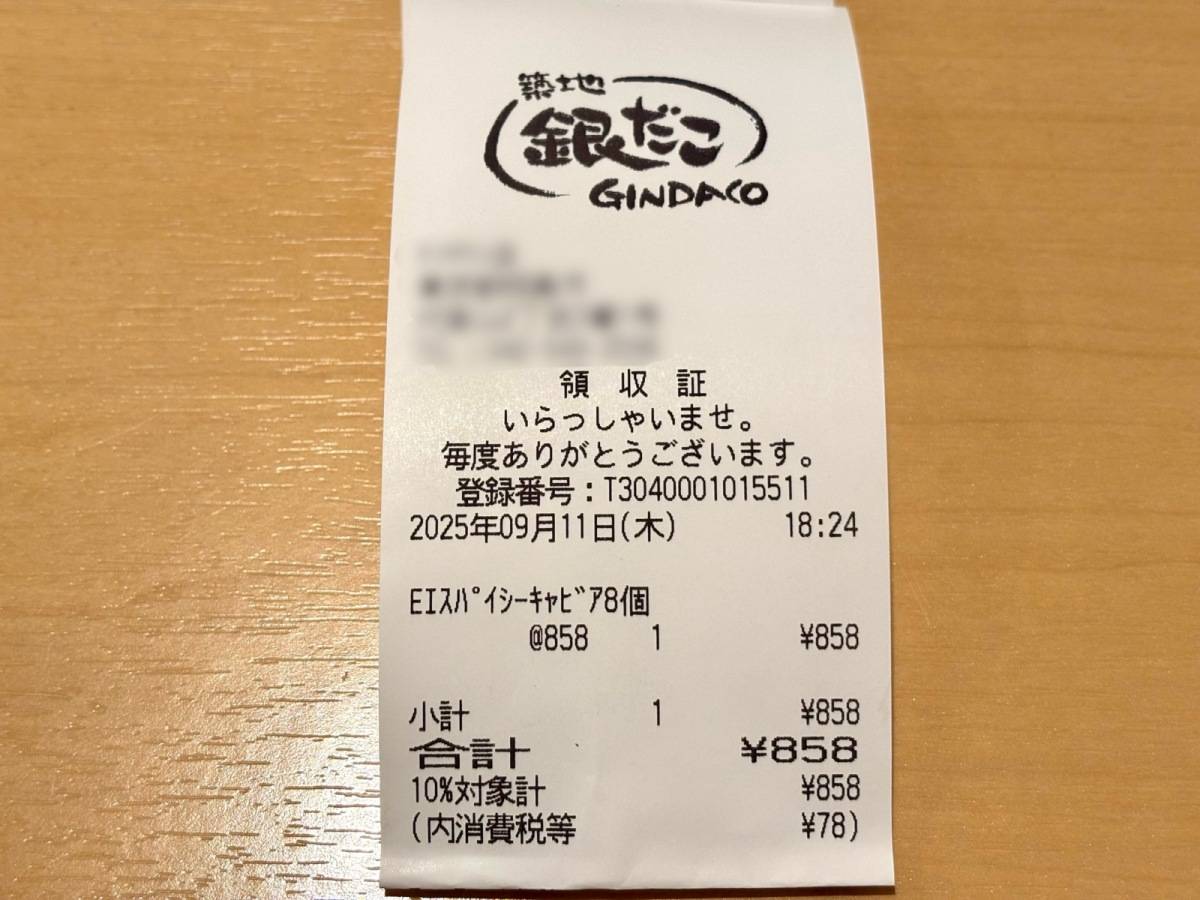 築地
銀だこ
GINDACO
領 収 証
いらっしゃいませ。
毎度ありがとうございます。
登録番号:T3040001015511
2025年09月11日(木) 18:24
EIスパイシーキャビア8個
@858 1 ¥858
小計 1 ¥858
合計 ¥858
10%対象計 ¥858
(内消費税等 ¥78)